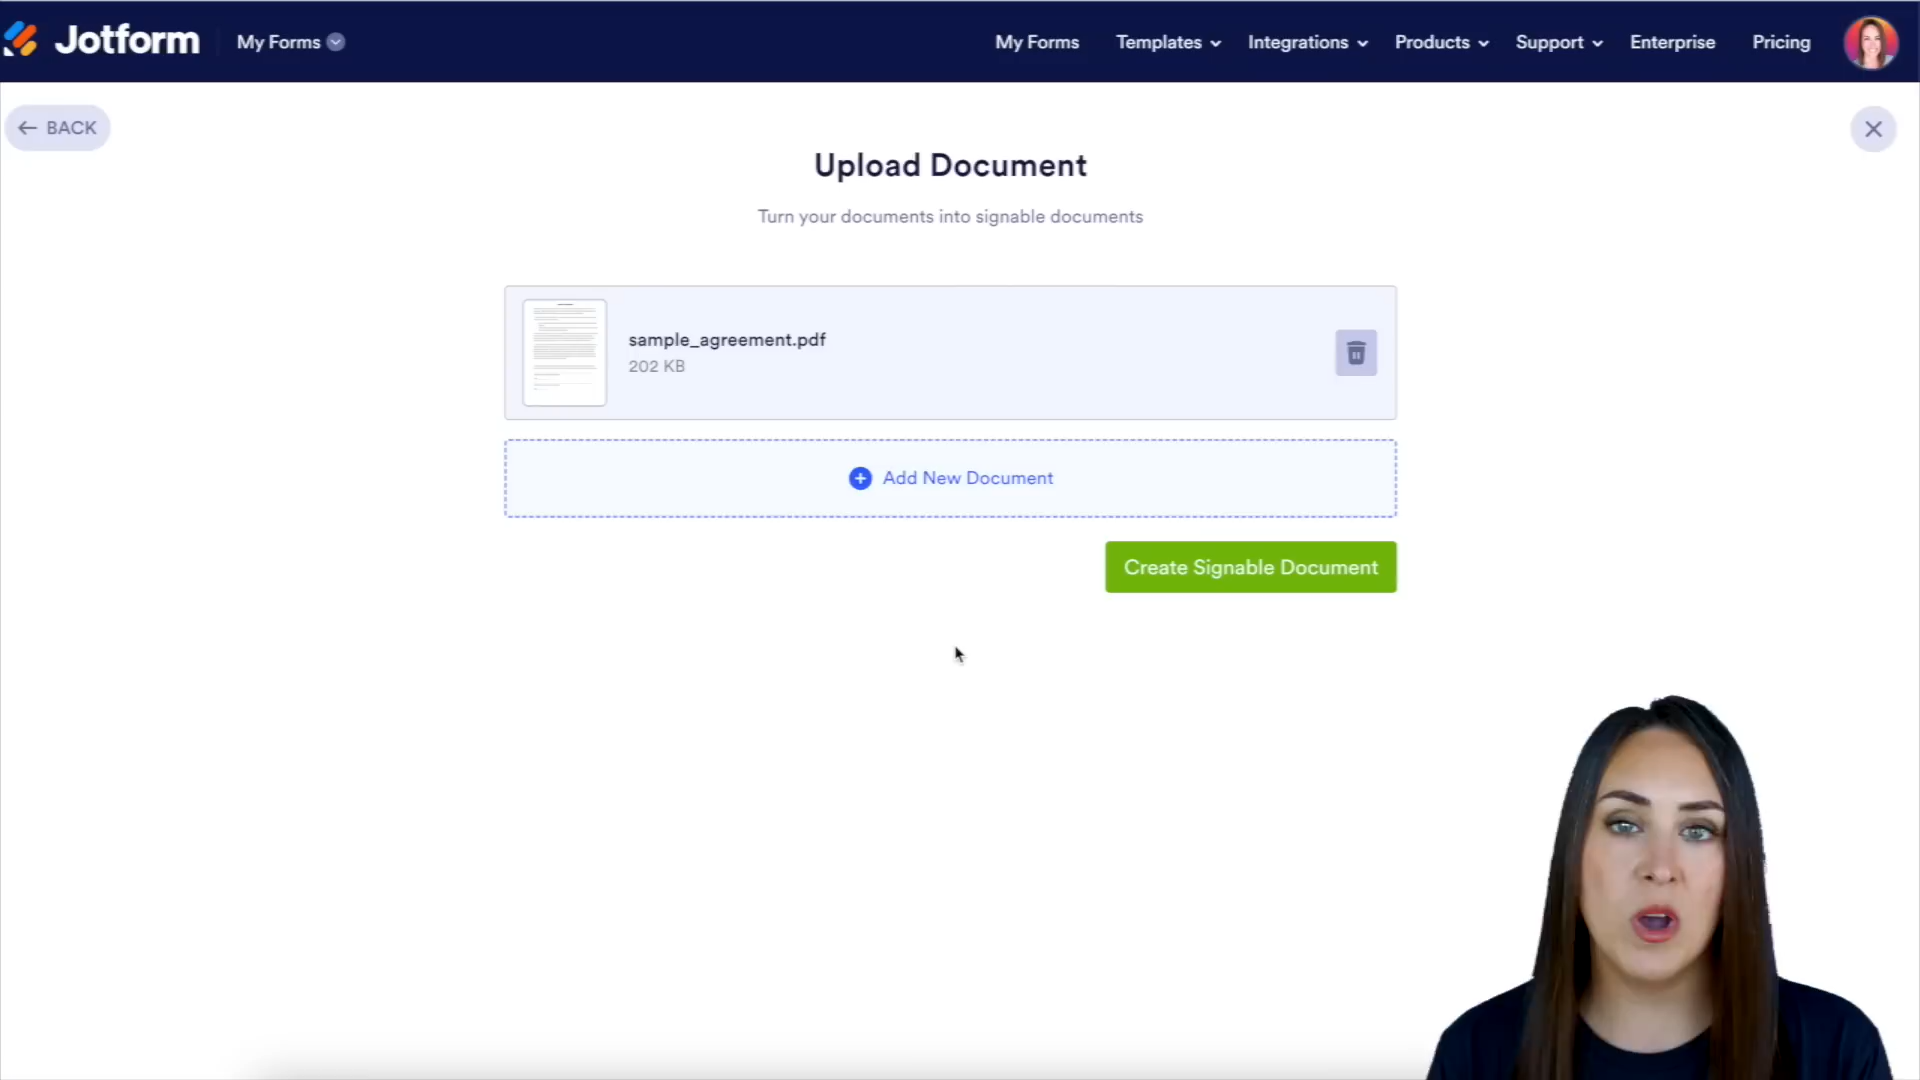 Jotform
My Forms
My Forms
Templates
Integrations
Products
Support
Enterprise
Pricing
BACK
Upload Document
Turn your documents into signable documents
sample_agreement.pdf
202 KB
Add New Document
Create Signable Document